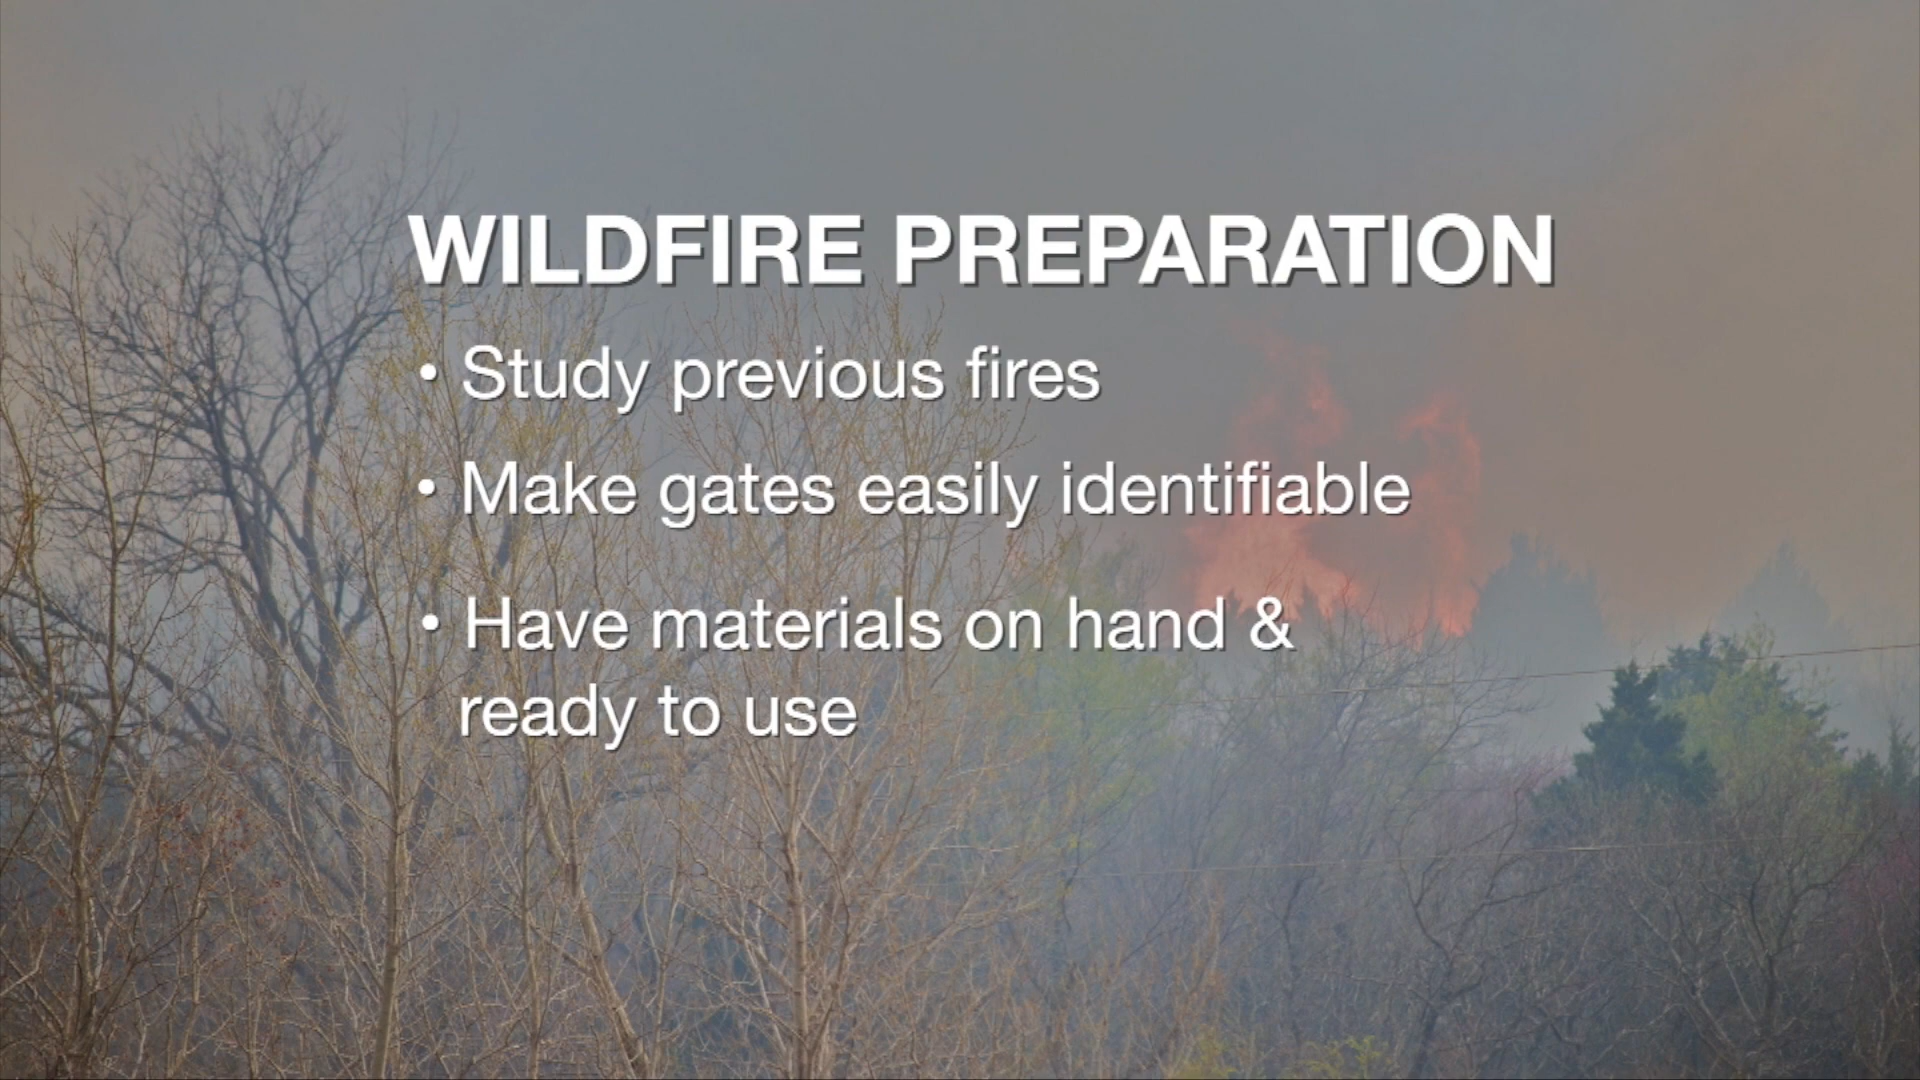 WILDFIRE PREPARATION
• Study previous fires
• Make gates easily identifiable
• Have materials on hand &
ready to use